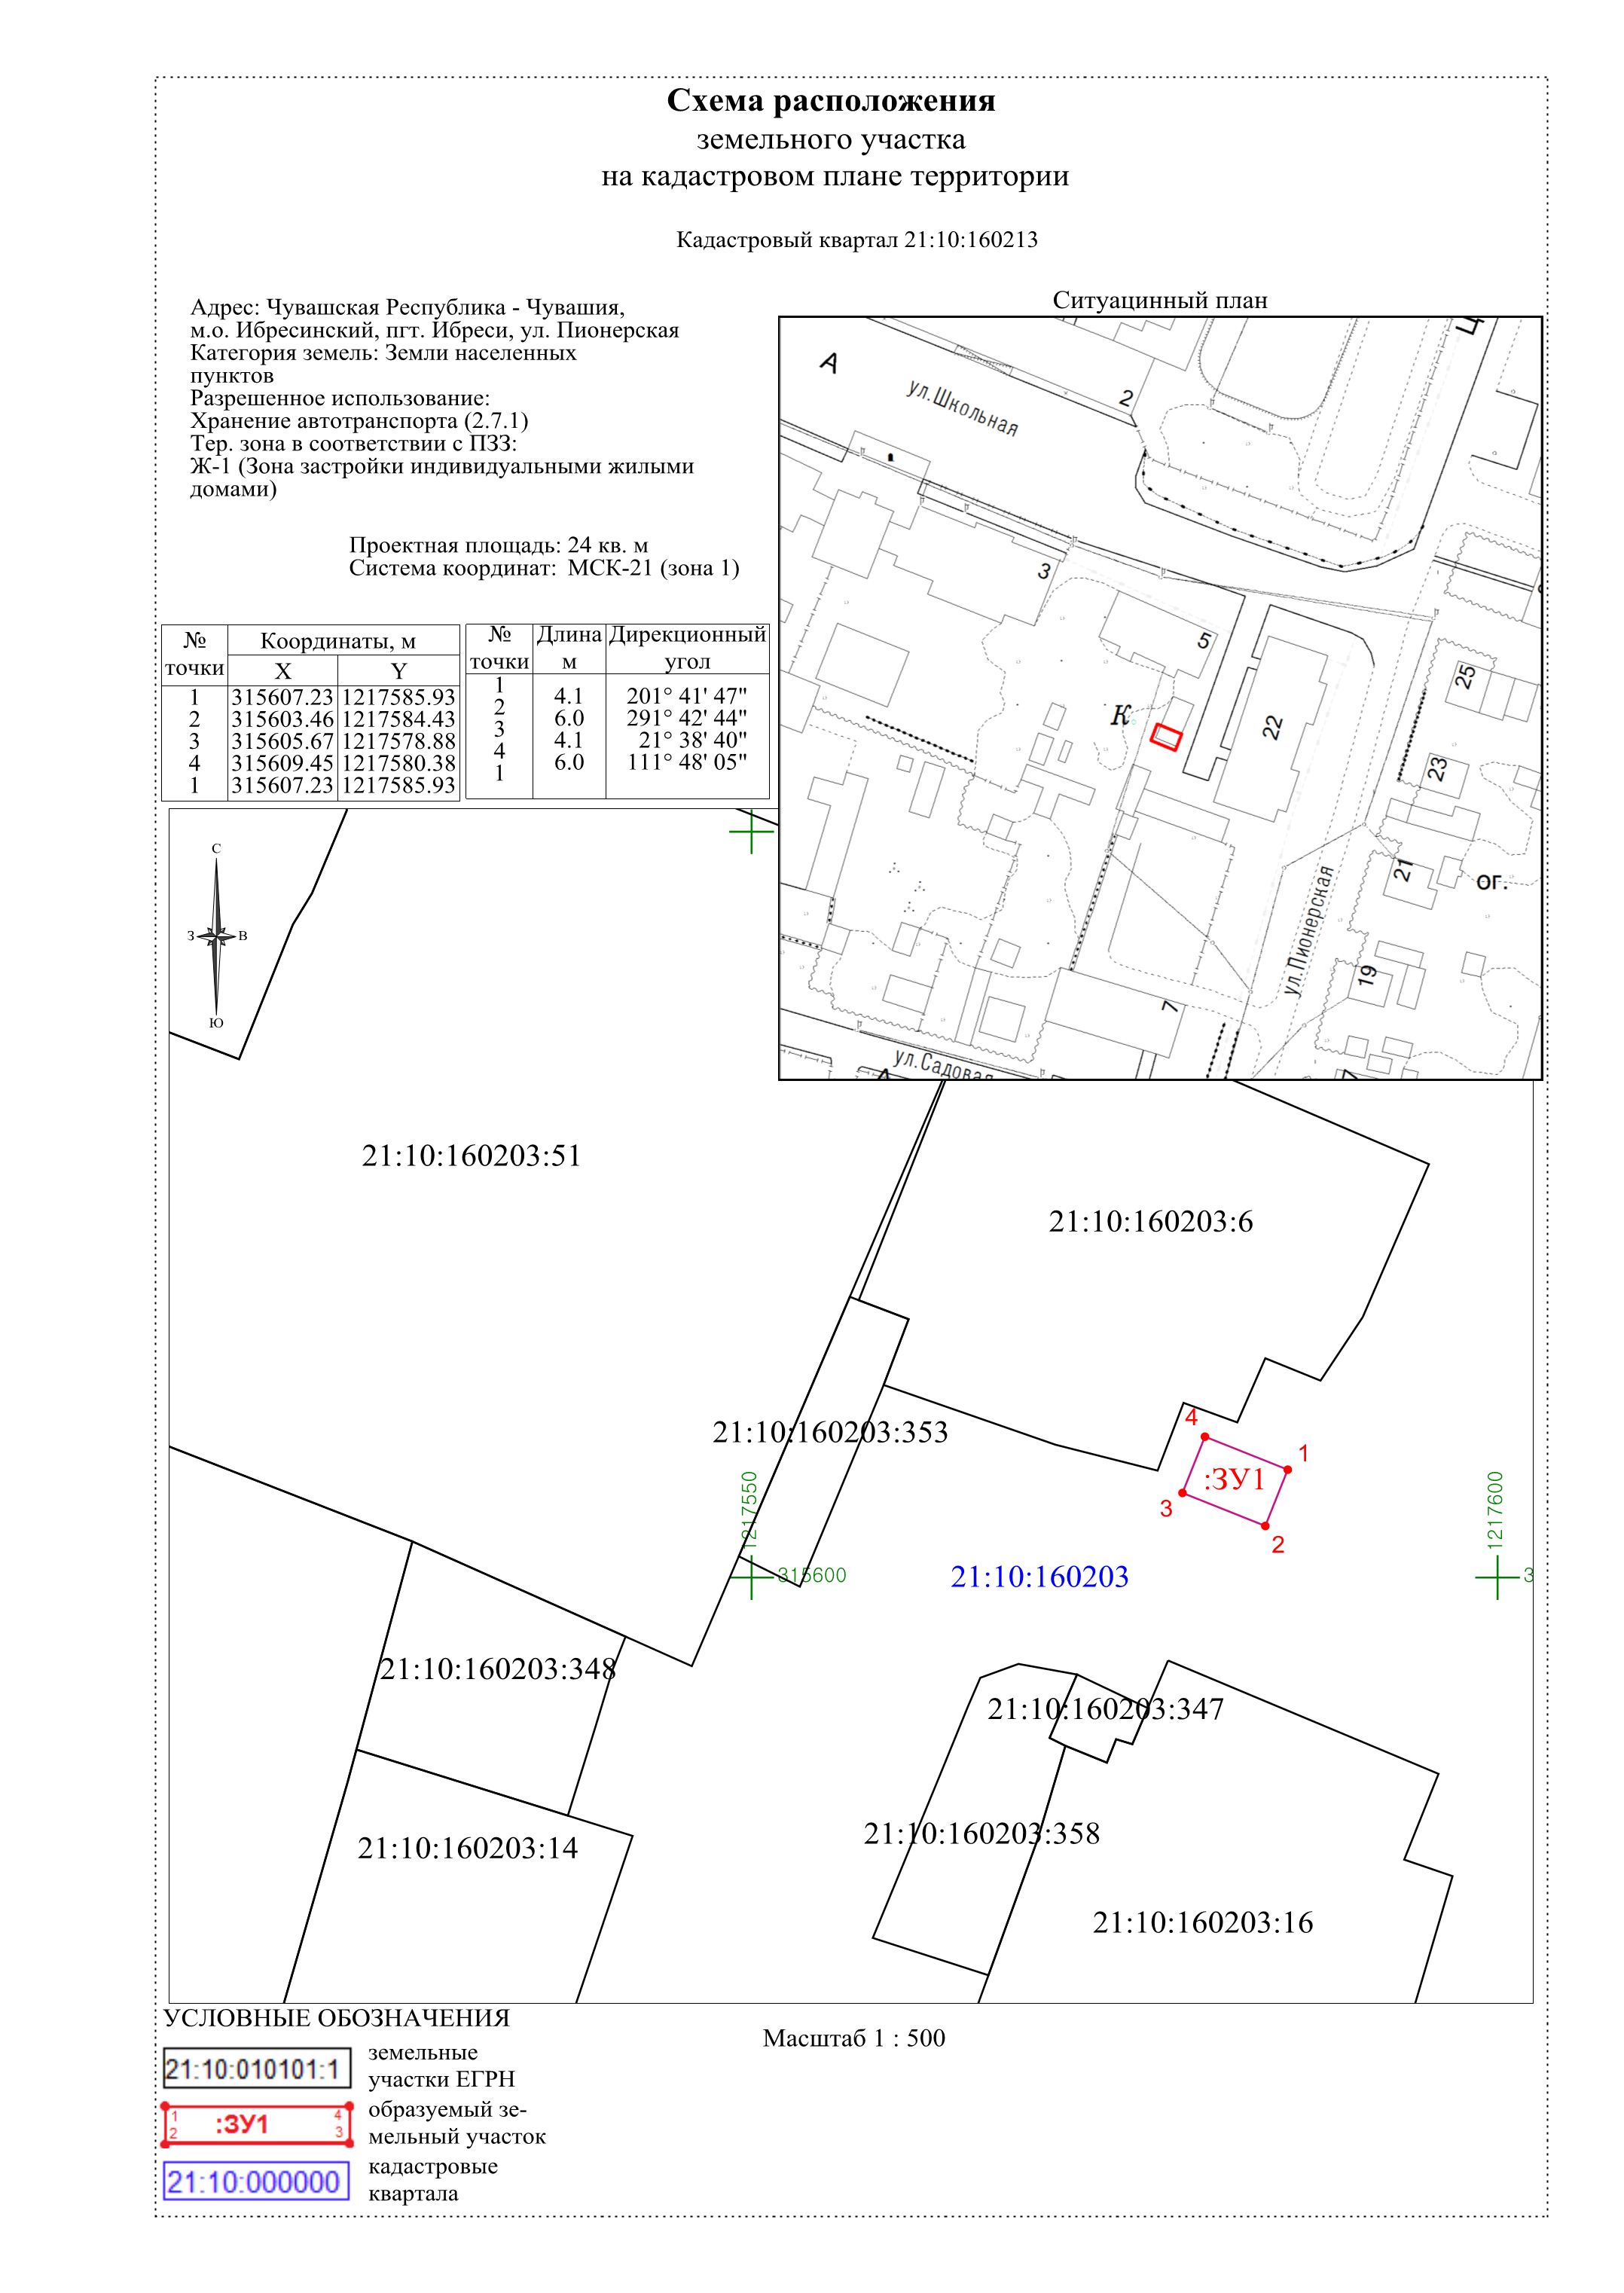 Схема расположения
земельного участка
на кадастровом плане территории
Кадастровый квартал 21:10:160213
Адрес: Чувашская Республика - Чувашия,
м.о. Ибресинский, пгт. Ибреси, ул. Пионерская
Категория земель: Земли населенных
пунктов
Разрешенное использование:
Хранение автотранспорта (2.7.1)
Тер. зона в соответствии с ПЗЗ:
Ж-1 (Зона застройки индивидуальными жилыми
домами)
Проектная площадь: 24 кв. м
Система координат: МСК-21 (зона 1)
№ точки Координаты, м
X Y
1 315607.23 1217585.93
2 315603.46 1217584.43
3 315605.67 1217578.88
4 315609.45 1217580.38
1 315607.23 1217585.93
№ Длина Дирекционный
точки м угол
1
4.1 201° 41' 47"
2
6.0 291° 42' 44"
3
4.1 21° 38' 40"
4
6.0 111° 48' 05"
1
Ситуацинный план
А
ул.Школьная
2
Ц
3
5
К
22
25
23
21
ог.
19
7
ул.Пионерская
ул.Садовая
А
7
С
З В
Ю
21:10:160203:51
21:10:160203:6
21:10:160203:353
4
1
:ЗУ1
3
2
1217550
1217600
315600
3
21:10:160203
21:10:160203:348
21:10:160203:347
21:10:160203:358
21:10:160203:14
21:10:160203:16
УСЛОВНЫЕ ОБОЗНАЧЕНИЯ
Масштаб 1 : 500
21:10:010101:1
земельные
участки ЕГРН
1 :ЗУ1 4
2 3
образуемый зе-
мельный участок
21:10:000000
кадастровые
квартала